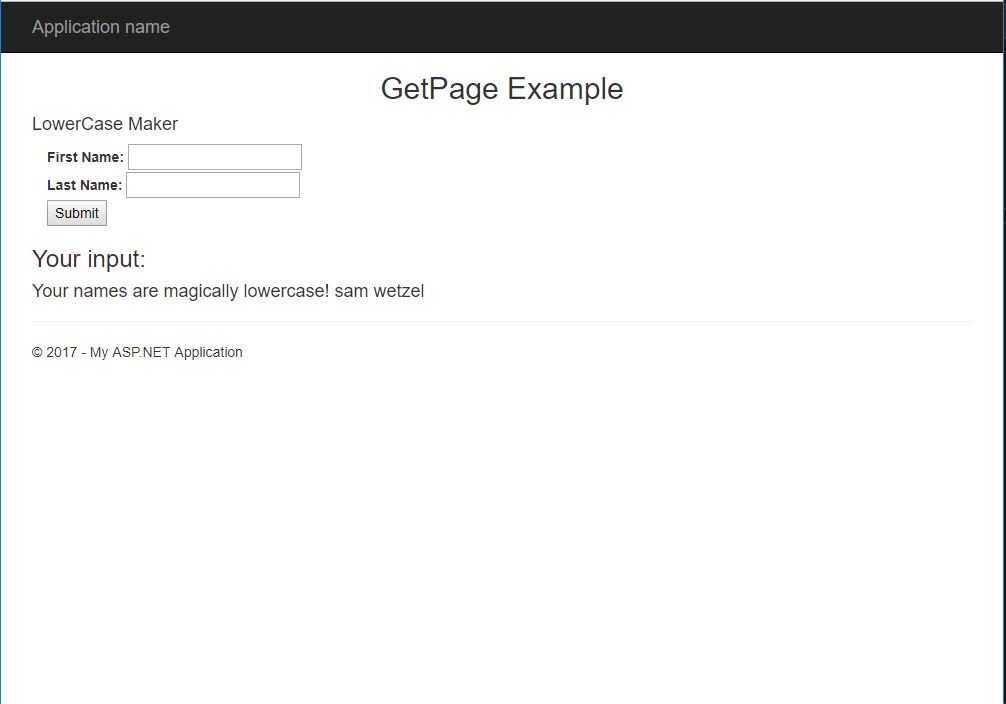 Application name
GetPage Example
LowerCase Maker
First Name:
Last Name:
Submit
Your input:
Your names are magically lowercase! sam wetzel
© 2017 - My ASP.NET Application